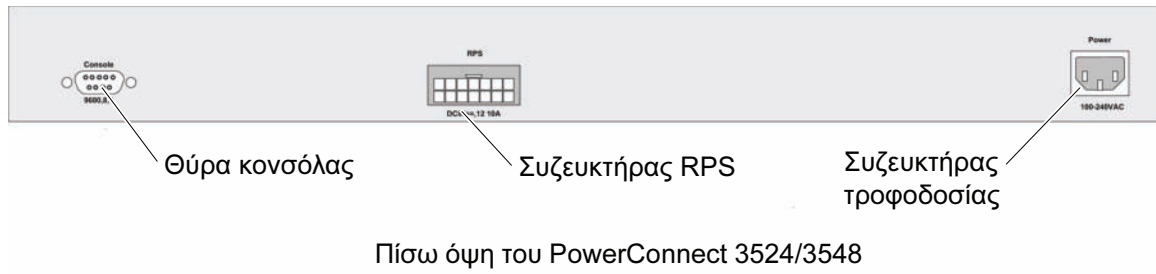 Console
RPS
Power
100-240VAC
Θύρα κονσόλας
Συζευκτήρας RPS
Συζευκτήρας
τροφοδοσίας
Πίσω όψη του PowerConnect 3524/3548